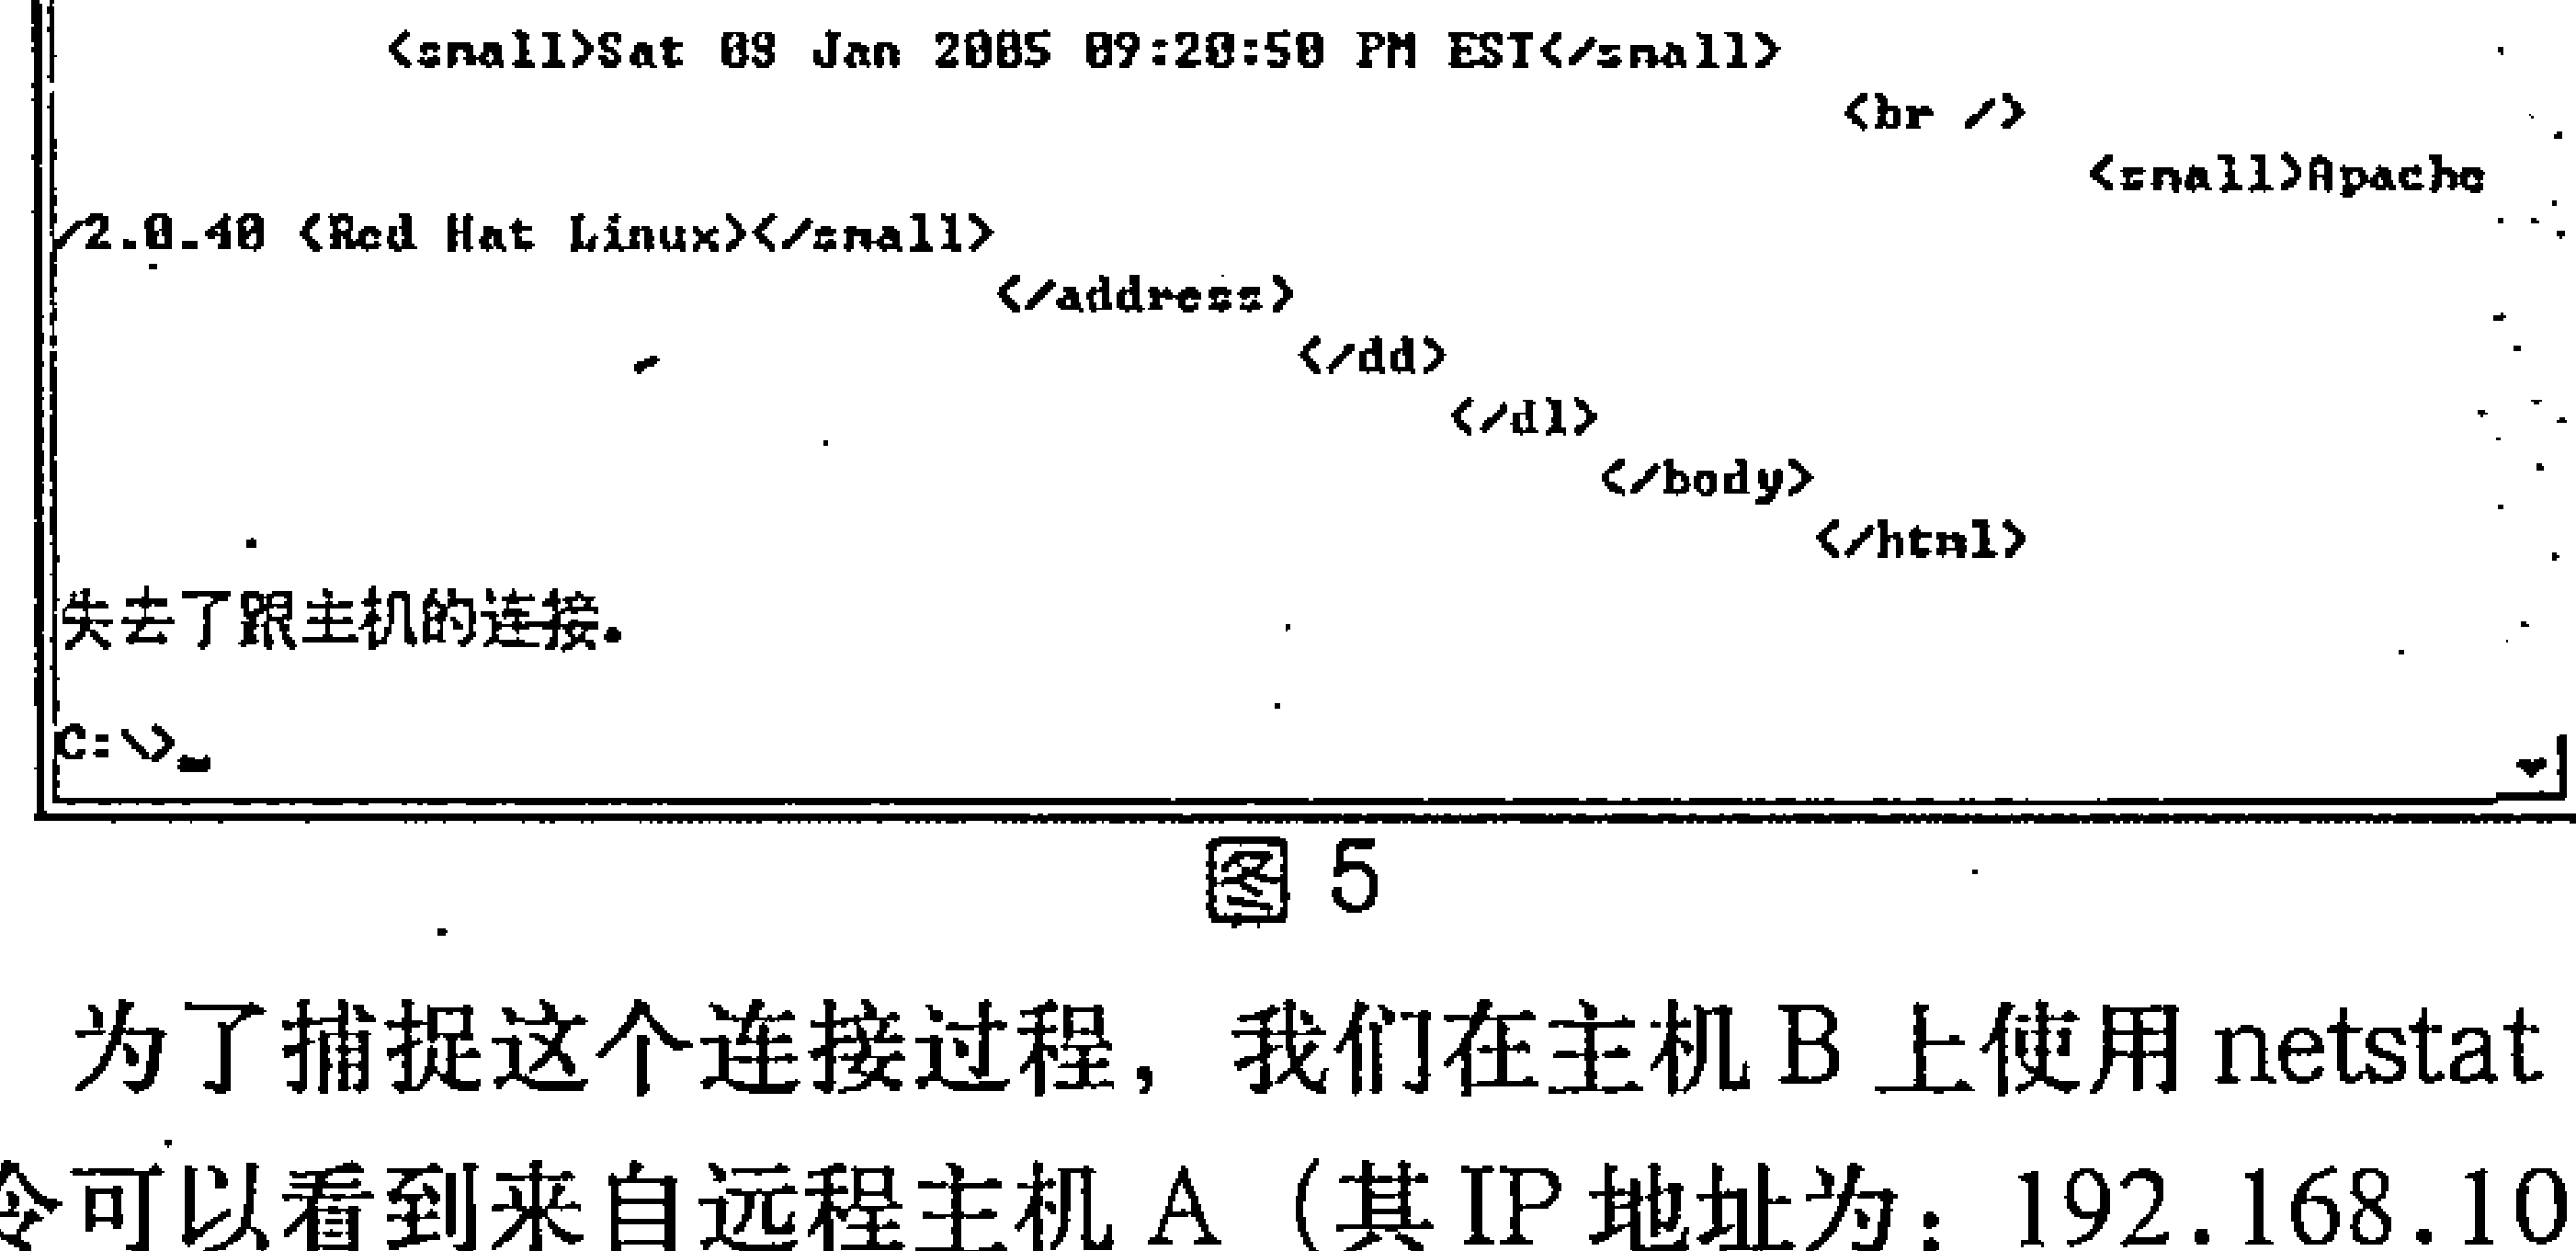 <small>Sat 08 Jan 2005 09:20:50 PM EST</small>
<br />
<small>Apache
/2.0.40 (Red Hat Linux)</small>
</address>
</dd>
</dl>
</body>
</html>
失去了跟主机的连接。
C:\>_
图 5
为了捕捉这个连接过程，我们在主机 B 上使用 netstat
令可以看到来自远程主机 A（其 IP 地址为：192.168.10